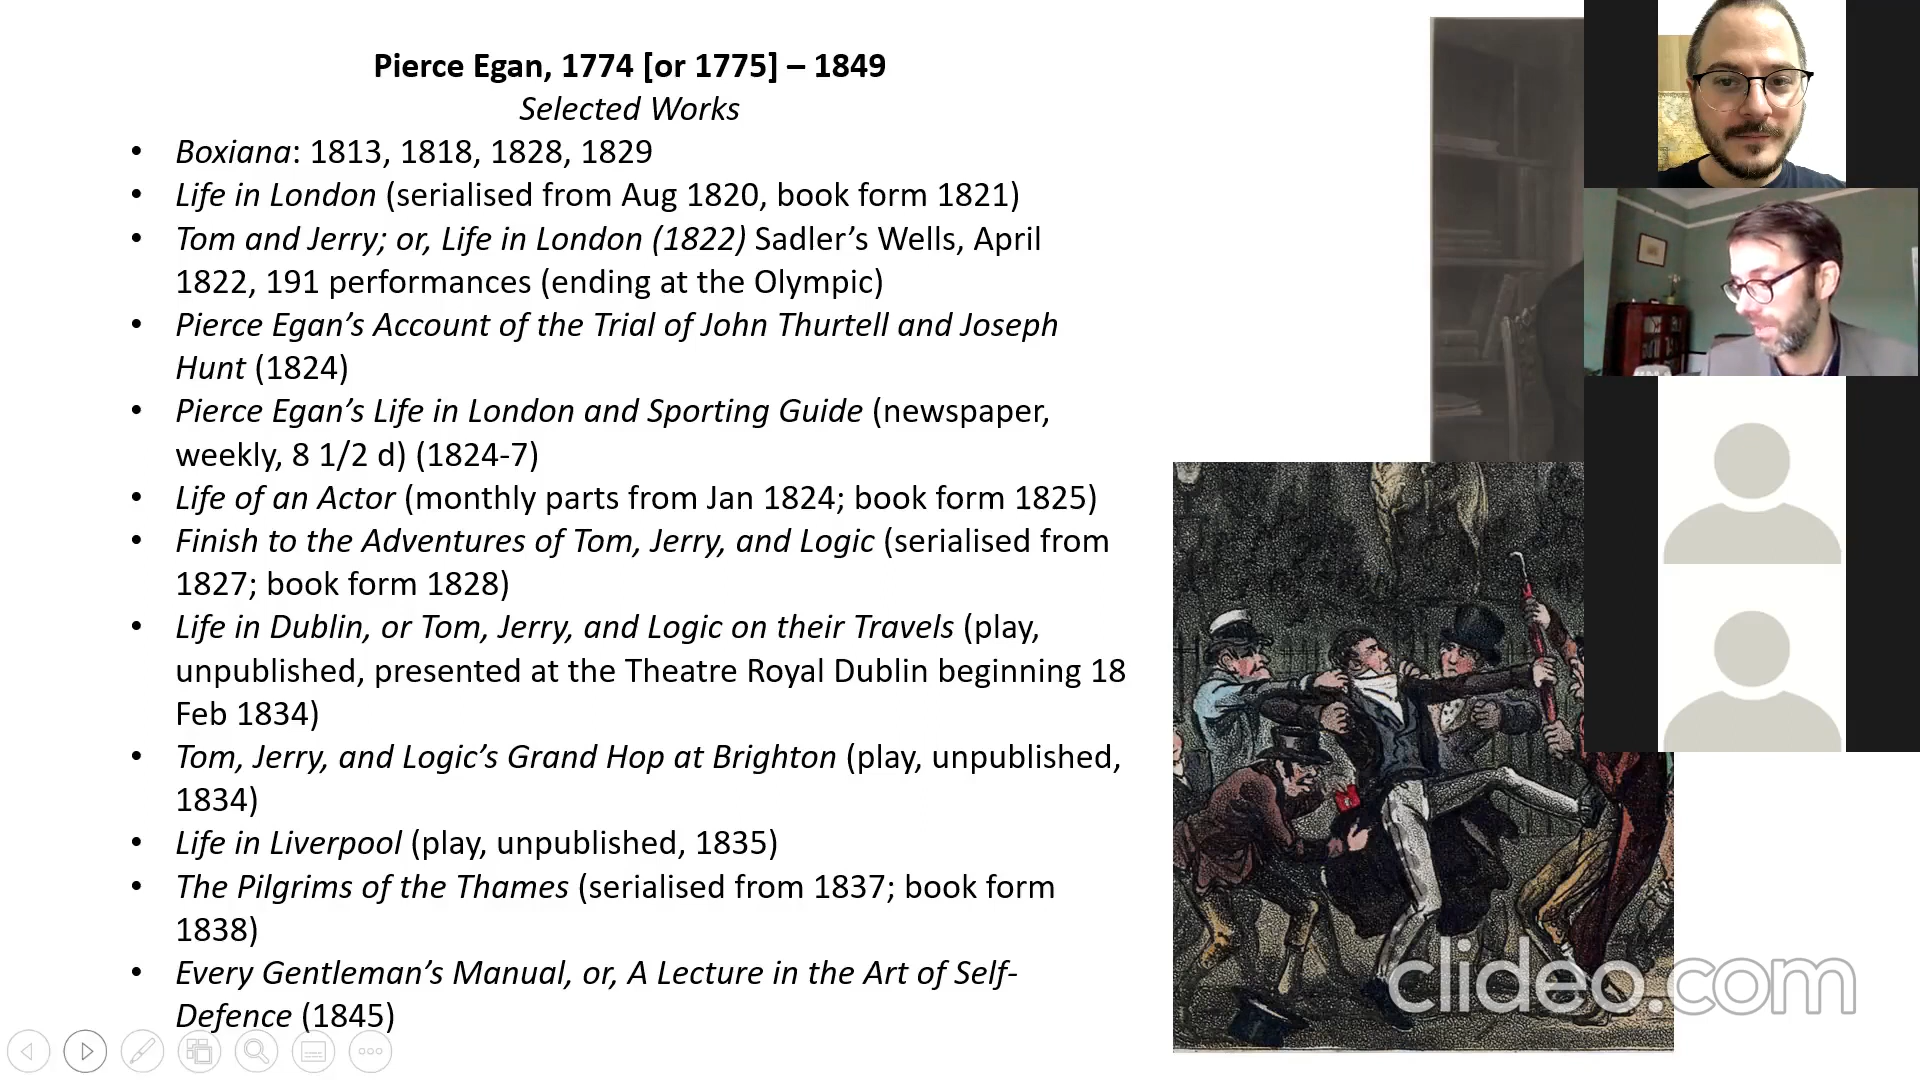 Pierce Egan, 1774 [or 1775] – 1849
Selected Works
• Boxiana: 1813, 1818, 1828, 1829
• Life in London (serialised from Aug 1820, book form 1821)
• Tom and Jerry; or, Life in London (1822) Sadler’s Wells, April
1822, 191 performances (ending at the Olympic)
• Pierce Egan’s Account of the Trial of John Thurtell and Joseph
Hunt (1824)
• Pierce Egan’s Life in London and Sporting Guide (newspaper,
weekly, 8 1/2 d) (1824-7)
• Life of an Actor (monthly parts from Jan 1824; book form 1825)
• Finish to the Adventures of Tom, Jerry, and Logic (serialised from
1827; book form 1828)
• Life in Dublin, or Tom, Jerry, and Logic on their Travels (play,
unpublished, presented at the Theatre Royal Dublin beginning 18
Feb 1834)
• Tom, Jerry, and Logic’s Grand Hop at Brighton (play, unpublished,
1834)
• Life in Liverpool (play, unpublished, 1835)
• The Pilgrims of the Thames (serialised from 1837; book form
1838)
• Every Gentleman’s Manual, or, A Lecture in the Art of Self-
Defence (1845)
clideo.com